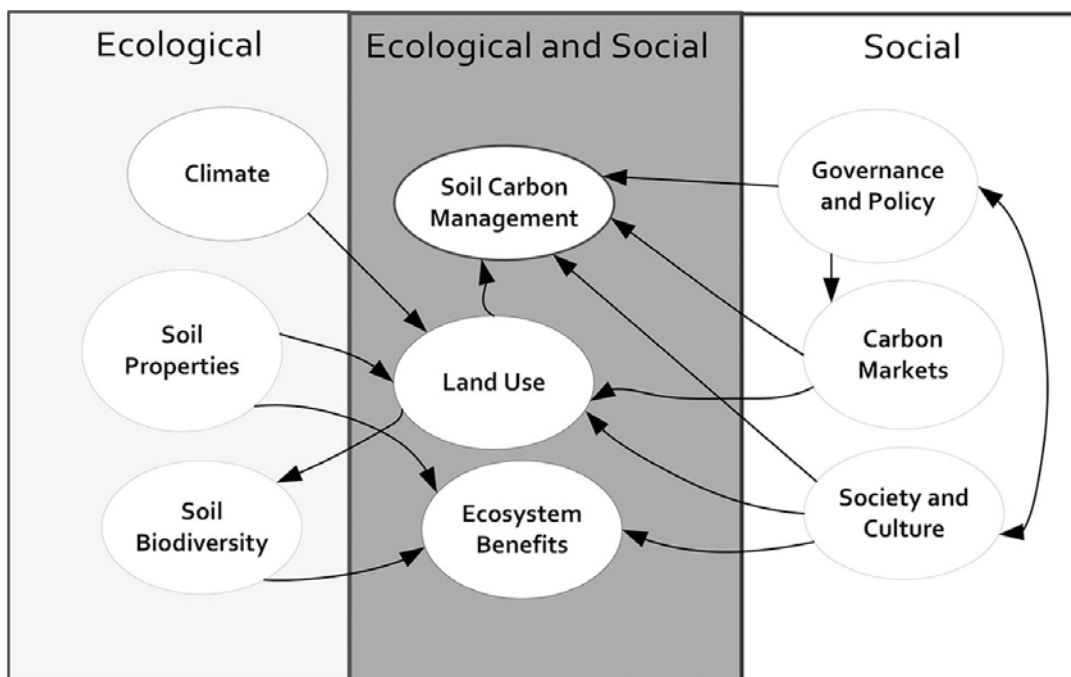 Ecological
Ecological and Social
Social
Climate
Soil
Properties
Soil
Biodiversity
Soil Carbon
Management
Land Use
Ecosystem
Benefits
Governance
and Policy
Carbon
Markets
Society and
Culture